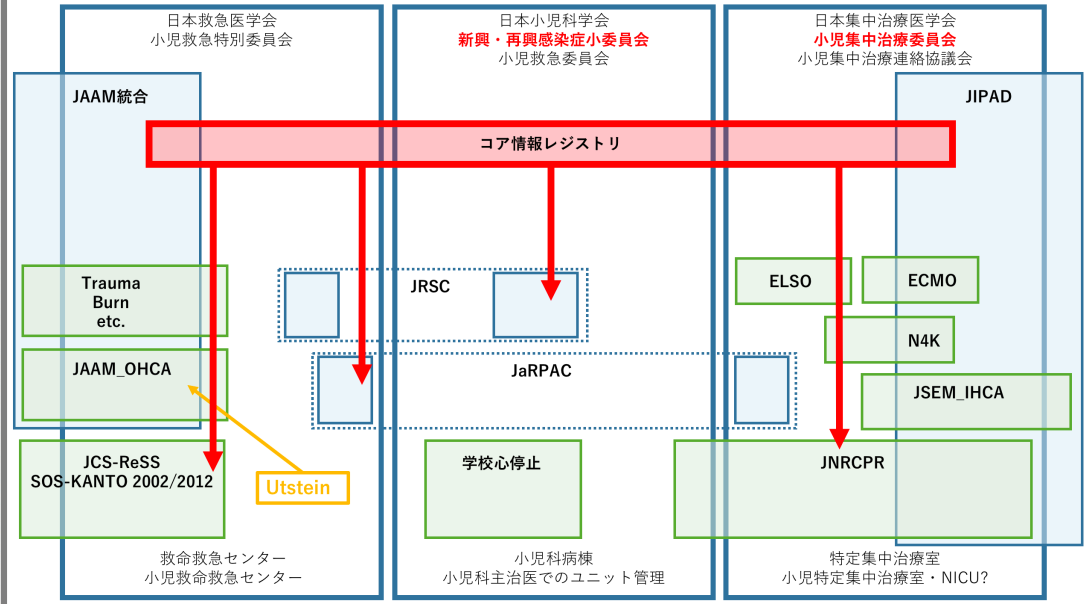 日本救急医学会
小児救急特別委員会
日本小児科学会
新興・再興感染症小委員会
小児救急委員会
日本集中治療医学会
小児集中治療委員会
小児集中治療連絡協議会
JAAM統合
JIPAD
コア情報レジストリ
Trauma
Burn
etc.
JRSC
ELSO
ECMO
N4K
JAAM_OHCA
JaRPAC
JSEM_IHCA
JCS-ReSS
SOS-KANTO 2002/2012
Utstein
学校心停止
JNRCPR
救命救急センター
小児救命救急センター
小児科病棟
小児科主治医でのユニット管理
特定集中治療室
小児特定集中治療室・NICU?